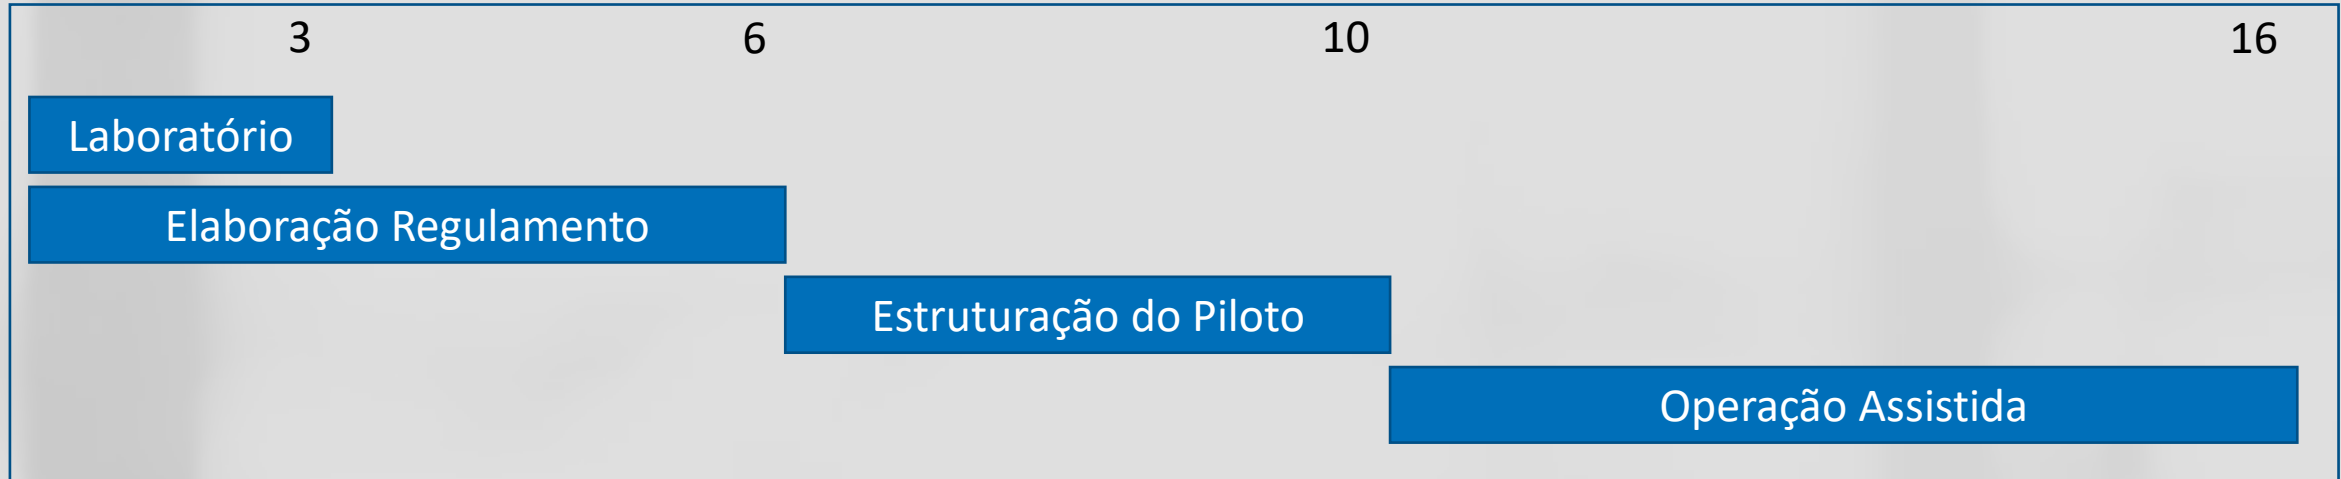 3 6 10 16
Laboratório
Elaboração Regulamento
Estruturação do Piloto
Operação Assistida